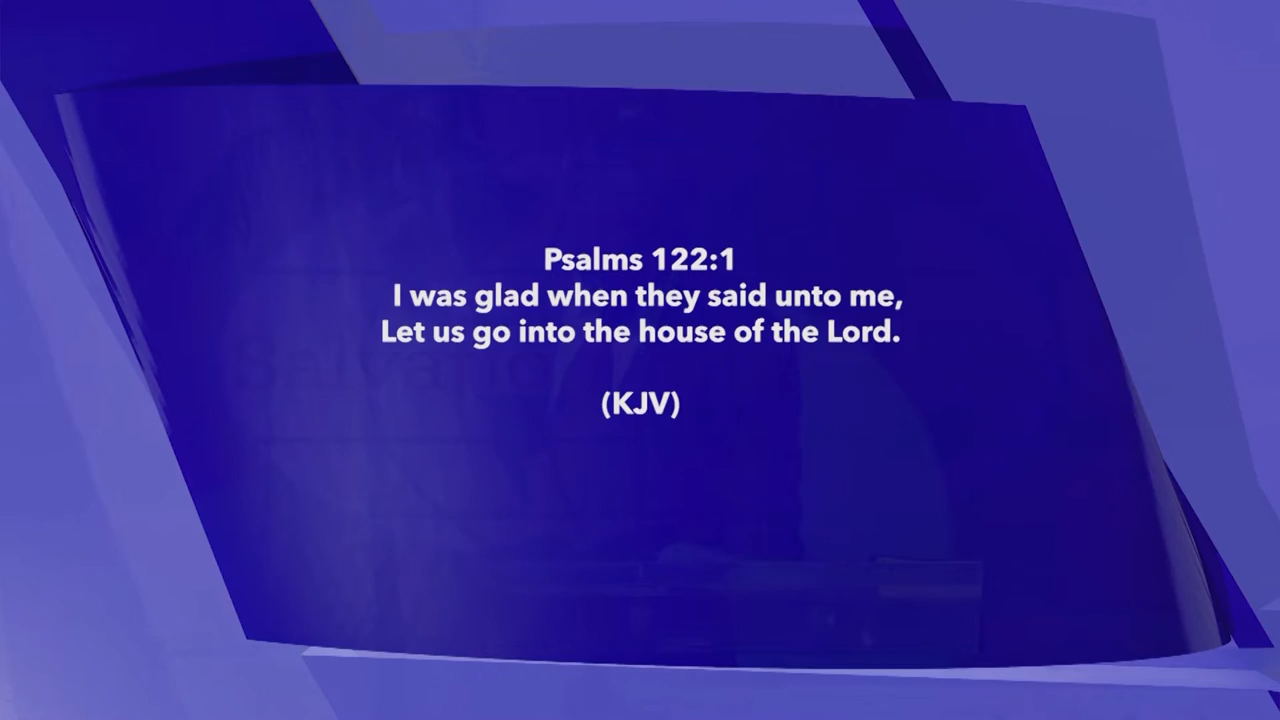 Psalms 122:1
I was glad when they said unto me,
Let us go into the house of the Lord.
(KJV)